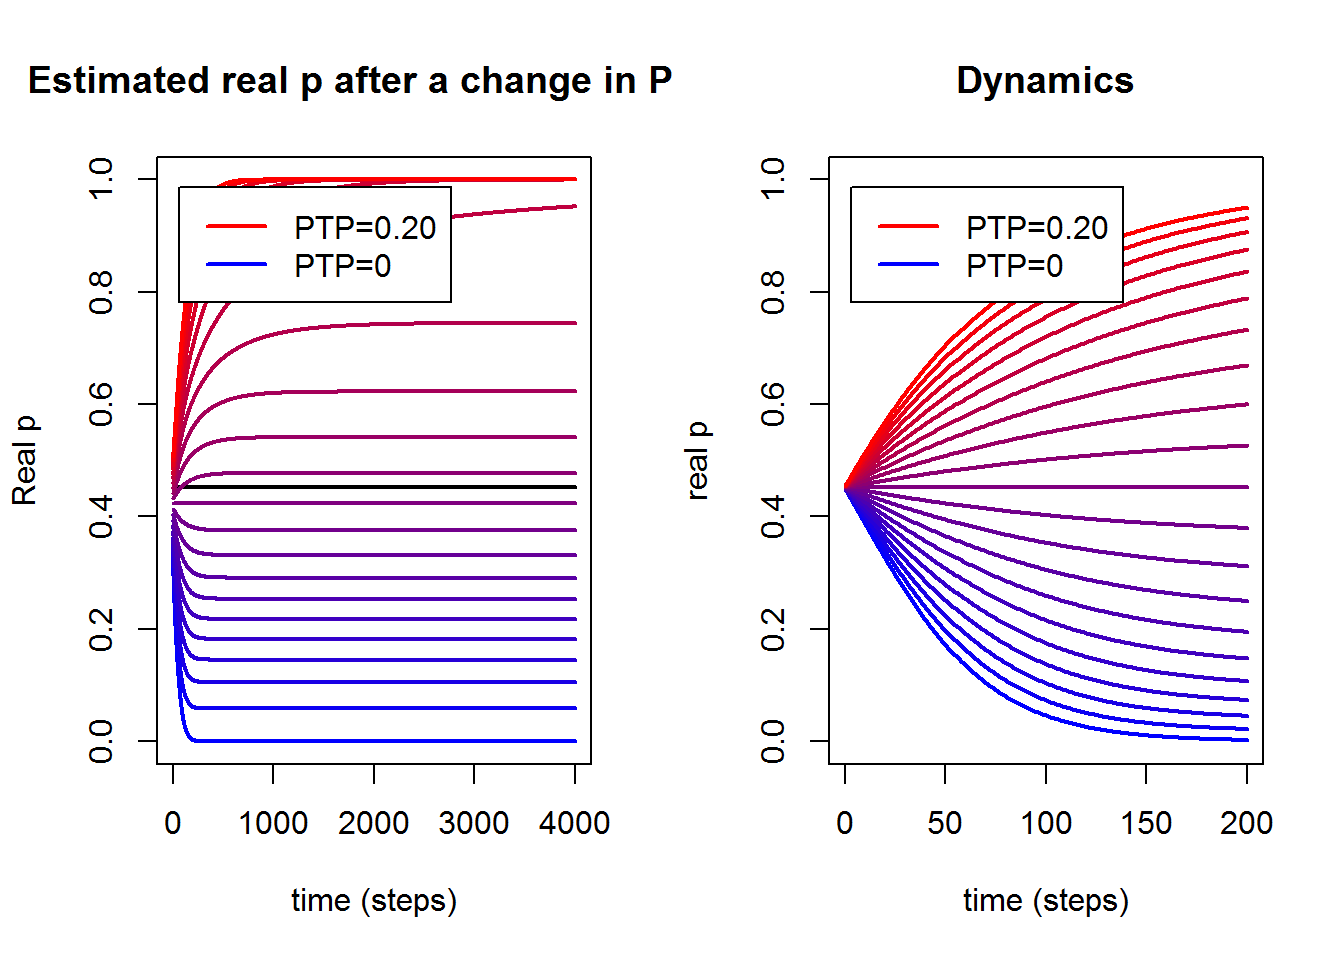 Estimated real p after a change in P
Real p
1.0
0.8
0.6
0.4
0.2
0.0
PTP=0.20
PTP=0
0 1000 2000 3000 4000
time (steps)
Dynamics
real p
1.0
0.8
0.6
0.4
0.2
0.0
PTP=0.20
PTP=0
0 50 100 150 200
time (steps)